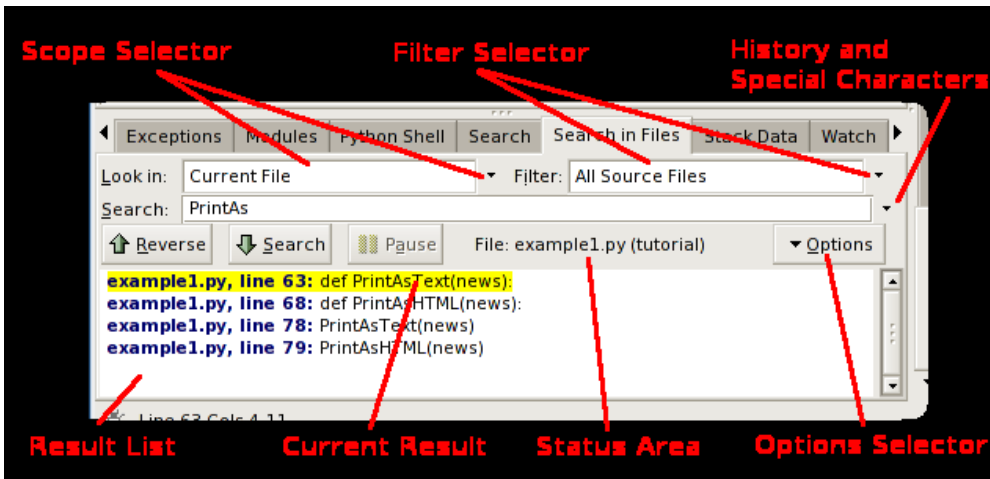 Scope Selector
Filter Selector
History and
Special Characters
Exceptions Modules Python Shell Search Search in Files Stack Data Watch
Look in: Current File Filter: All Source Files
Search: PrintAs
Reverse Search Pause File: example1.py (tutorial) Options
example1.py, line 63: def PrintAsText(news):
example1.py, line 68: def PrintAsHTML(news):
example1.py, line 78: PrintAsText(news)
example1.py, line 79: PrintAsHTML(news)
Line 63 Cols 4-11
Result List
Current Result
Status Area
Options Selector